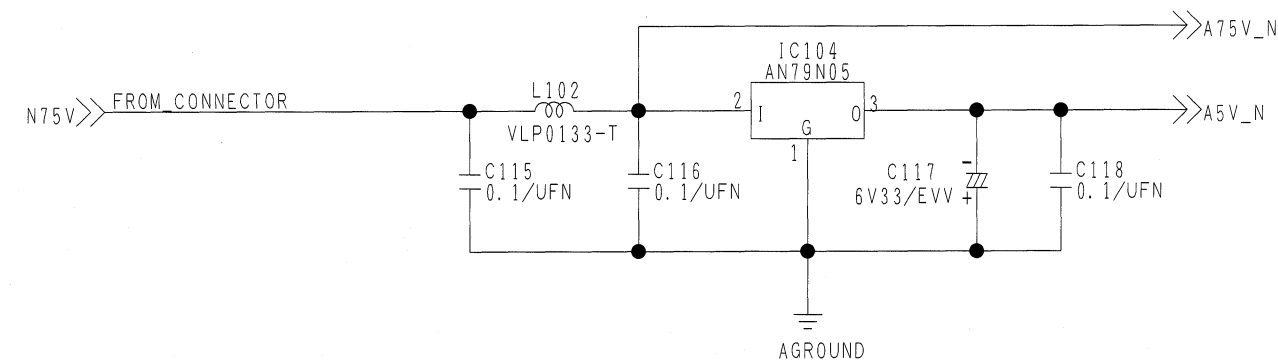 A75V_N
IC104
AN79N05
N75V
FROM_CONNECTOR
L102
VLP0133-T
2
I
G
O
3
1
A5V_N
C115
0.1/UFN
C116
0.1/UFN
C117
6V33/EVV
-
+
C118
0.1/UFN
AGROUND